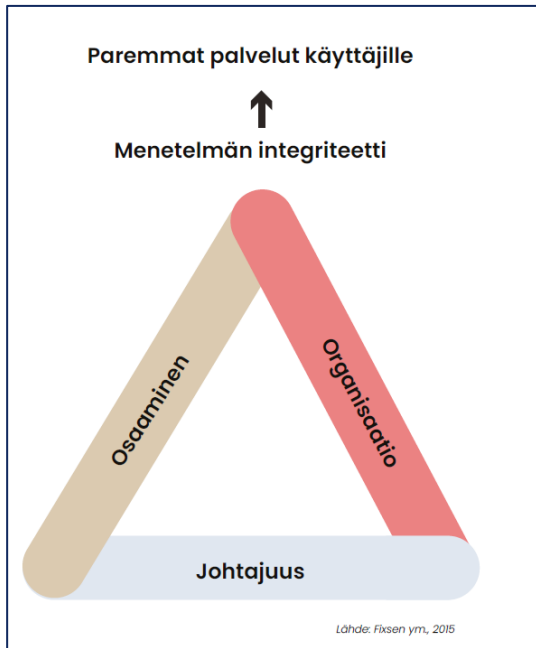 Paremmat palvelut käyttäjille
Menetelmän integriteetti
Osaaminen
Organisaatio
Johtajuus
Lähde: Fixsen ym., 2015